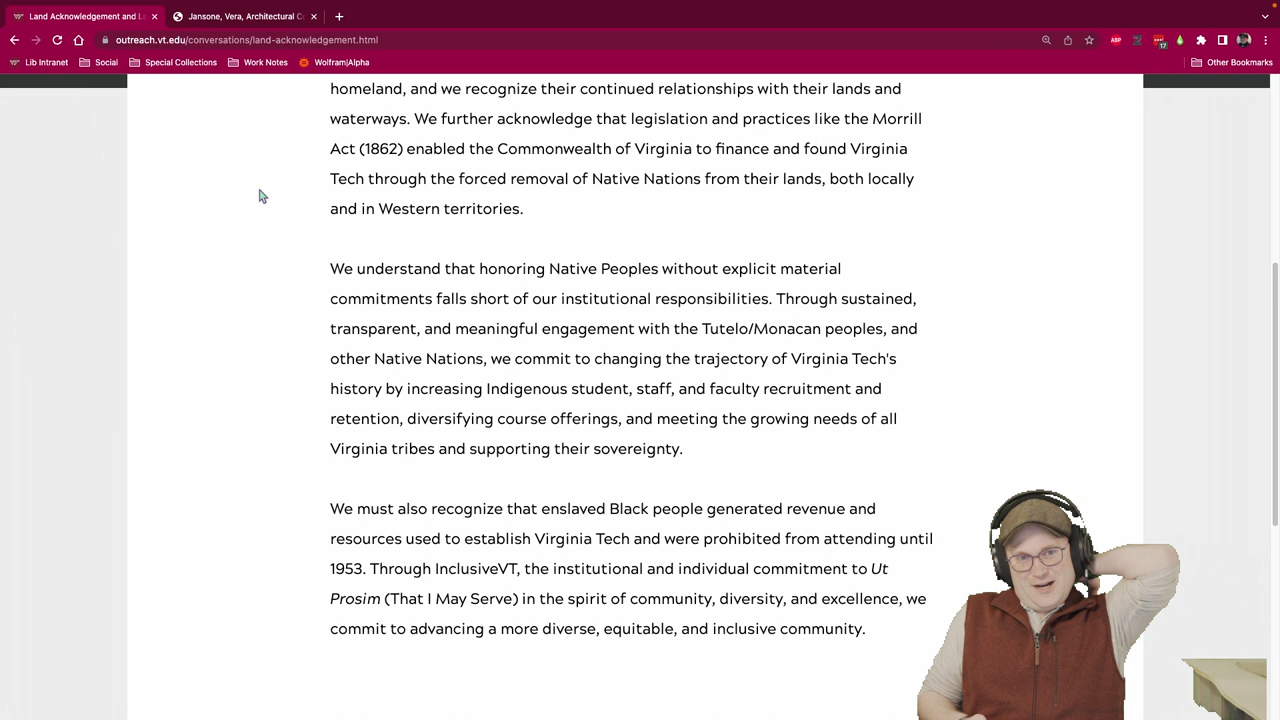 Land Acknowledgement and La
Jansone, Vera, Architectural Co
outreach.vt.edu/conversations/land-acknowledgement.html
ABP
17
Lib Intranet
Social
Special Collections
Work Notes
Wolfram|Alpha
Other Bookmarks
homeland, and we recognize their continued relationships with their lands and
waterways. We further acknowledge that legislation and practices like the Morrill
Act (1862) enabled the Commonwealth of Virginia to finance and found Virginia
Tech through the forced removal of Native Nations from their lands, both locally
and in Western territories.
We understand that honoring Native Peoples without explicit material
commitments falls short of our institutional responsibilities. Through sustained,
transparent, and meaningful engagement with the Tutelo/Monacan peoples, and
other Native Nations, we commit to changing the trajectory of Virginia Tech's
history by increasing Indigenous student, staff, and faculty recruitment and
retention, diversifying course offerings, and meeting the growing needs of all
Virginia tribes and supporting their sovereignty.
We must also recognize that enslaved Black people generated revenue and
resources used to establish Virginia Tech and were prohibited from attending until
1953. Through InclusiveVT, the institutional and individual commitment to Ut
Prosim (That I May Serve) in the spirit of community, diversity, and excellence, we
commit to advancing a more diverse, equitable, and inclusive community.